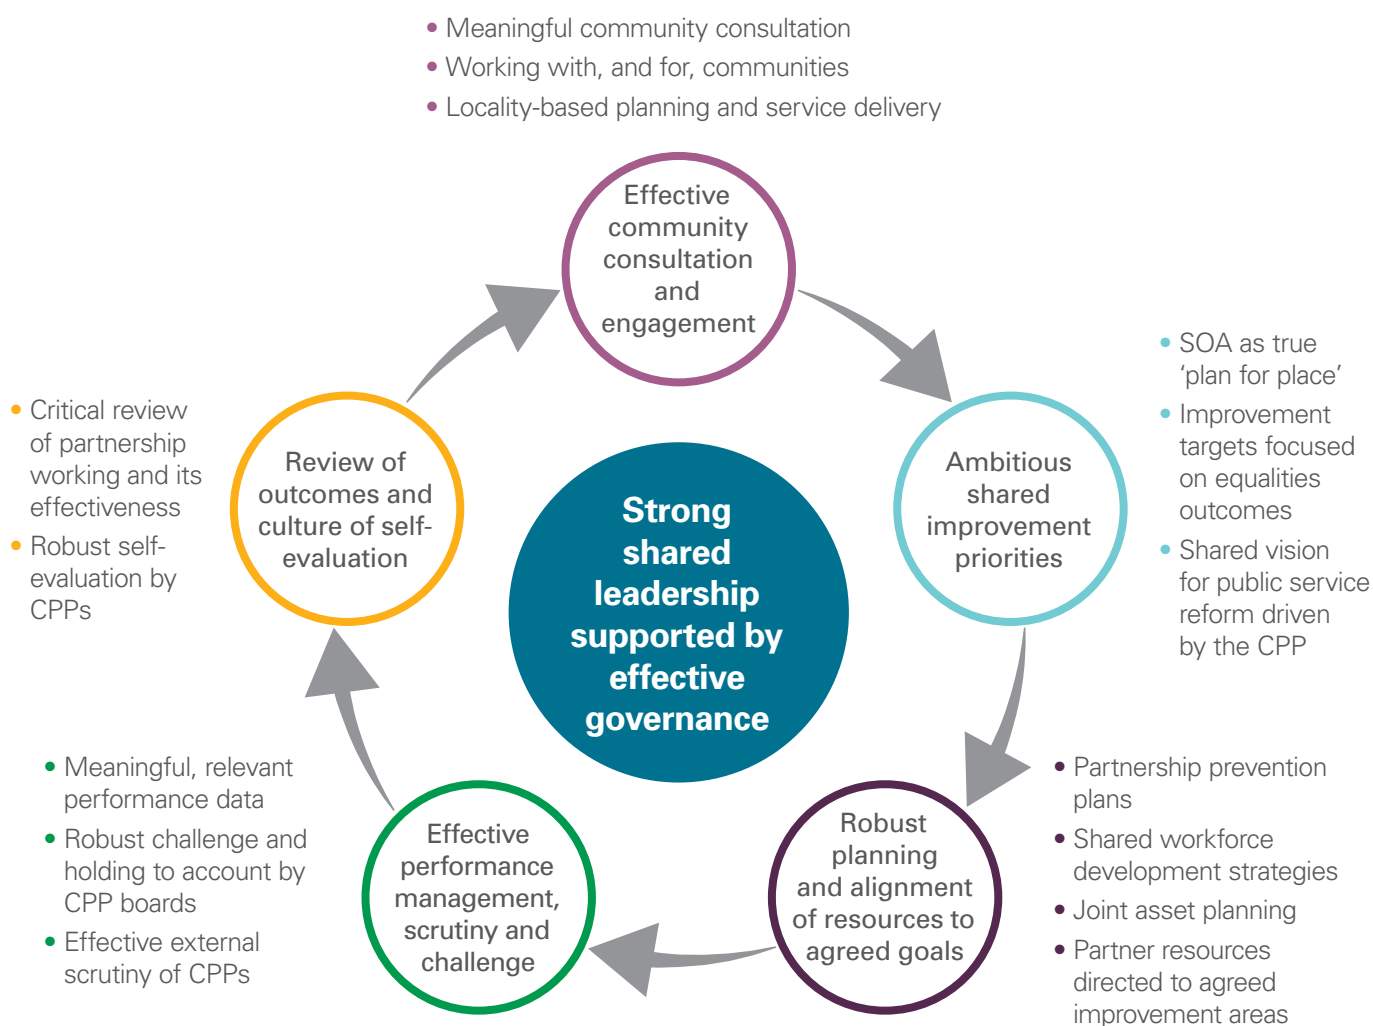 • Meaningful community consultation
• Working with, and for, communities
• Locality-based planning and service delivery
Effective
community
consultation
and
engagement
• SOA as true
‘plan for place’
• Improvement
targets focused
on equalities
outcomes
• Shared vision
for public service
reform driven
by the CPP
Ambitious
shared
improvement
priorities
• Critical review
of partnership
working and its
effectiveness
• Robust self-
evaluation by
CPPs
Review of
outcomes and
culture of self-
evaluation
Strong
shared
leadership
supported by
effective
governance
• Meaningful, relevant
performance data
• Robust challenge and
holding to account by
CPP boards
• Effective external
scrutiny of CPPs
Effective
performance
management,
scrutiny and
challenge
Robust
planning
and alignment
of resources to
agreed goals
• Partnership prevention
plans
• Shared workforce
development strategies
• Joint asset planning
• Partner resources
directed to agreed
improvement areas